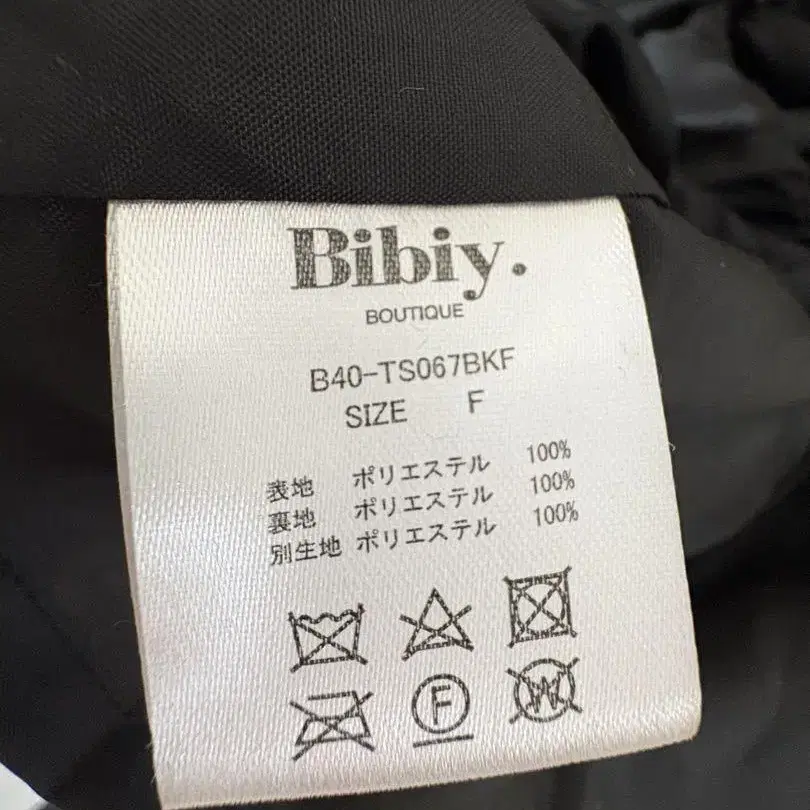 Bibiy.
BOUTIQUE
B40-TS067BKF
SIZE F
表地 ポリエステル 100%
裏地 ポリエステル 100%
別生地 ポリエステル 100%
F
W